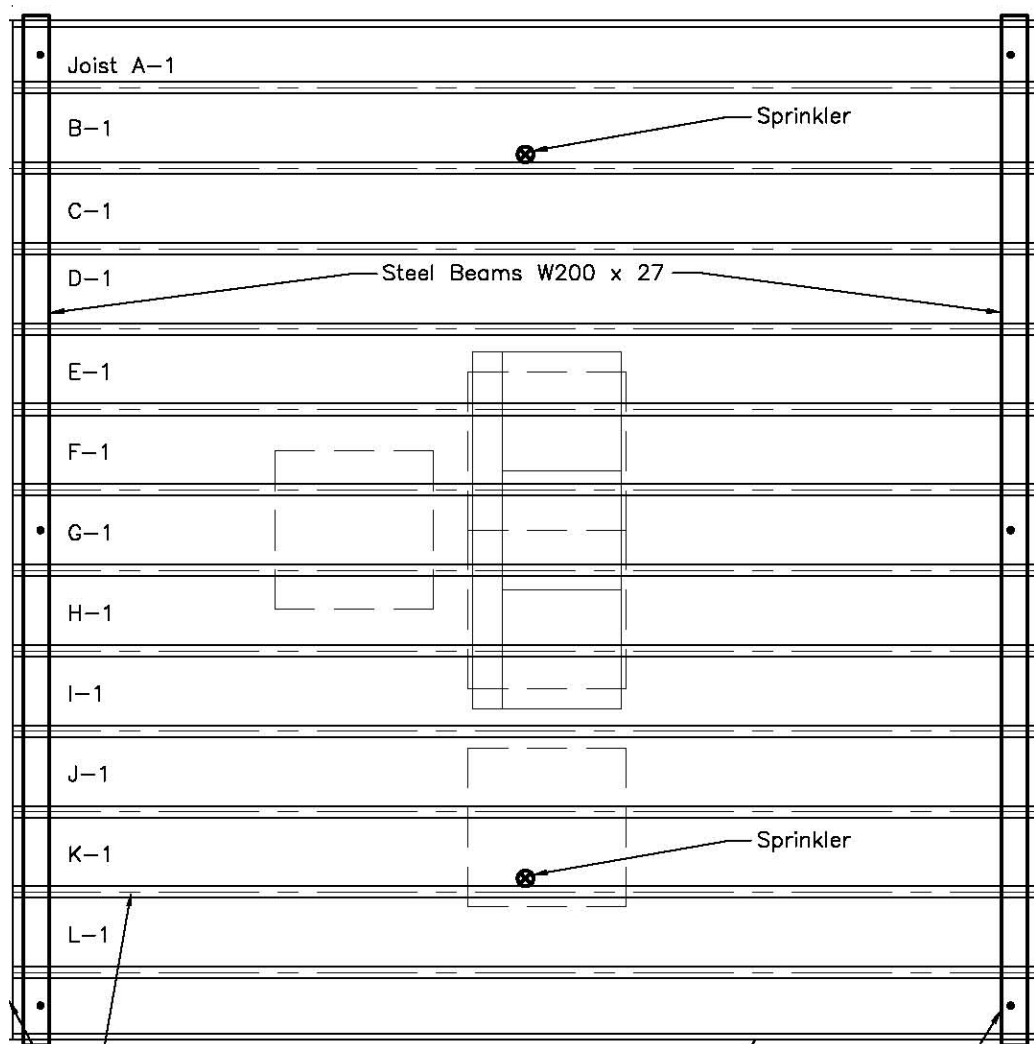 Joist A-1
B-1
Sprinkler
C-1
D-1
Steel Beams W200 x 27
E-1
F-1
G-1
H-1
I-1
J-1
K-1
Sprinkler
L-1